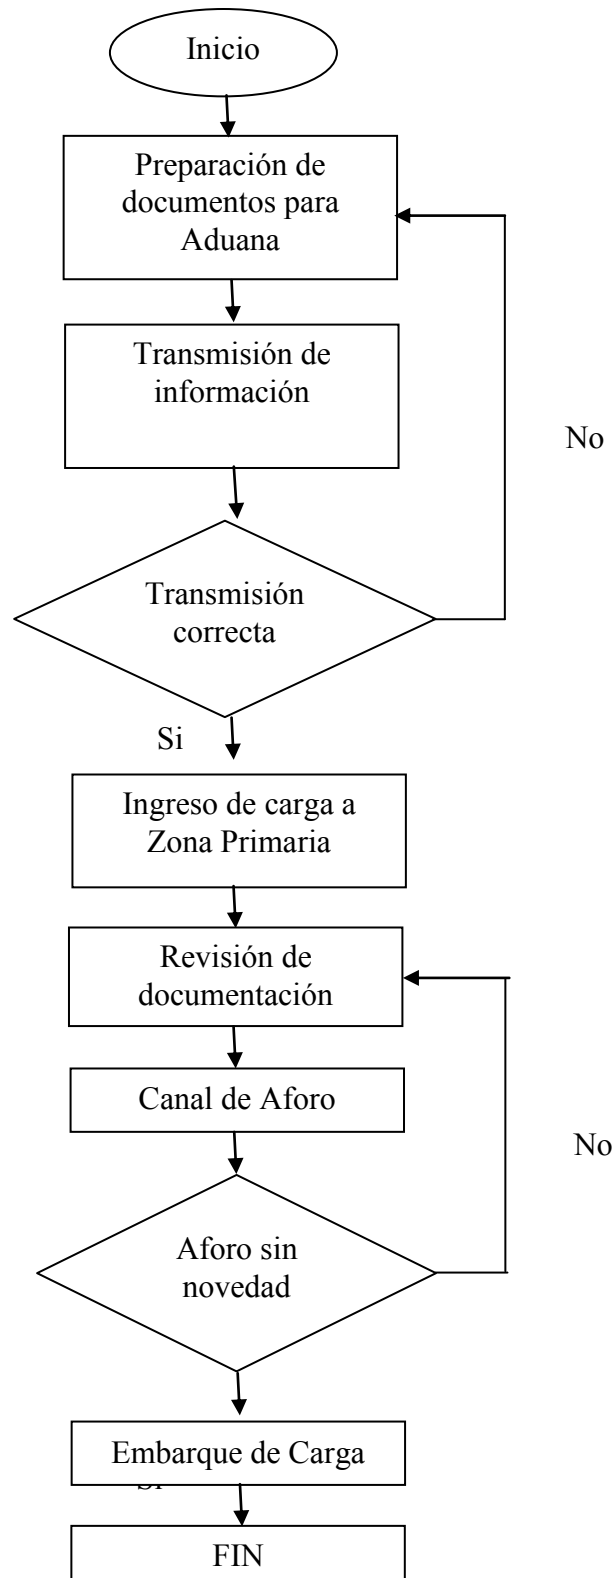 Inicio
Preparación de
documentos para
Aduana
Transmisión de
información
No
Transmisión
correcta
Si
Ingreso de carga a
Zona Primaria
Revisión de
documentación
Canal de Aforo
No
Aforo sin
novedad
Embarque de Carga
FIN